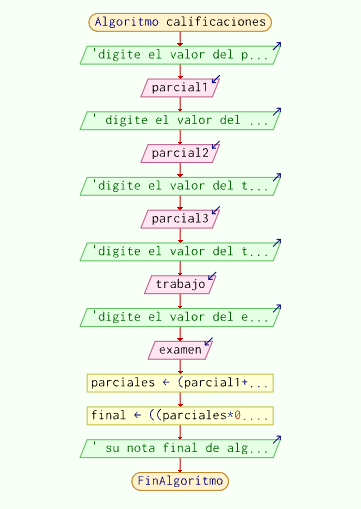 Algoritmo calificaciones
'digite el valor del p...
parcial1
' digite el valor del ...
parcial2
'digite el valor del t...
parcial3
'digite el valor del t...
trabajo
'digite el valor del e...
examen
parciales ← (parcial1+...
final ← ((parciales*0....
' su nota final de alg...
FinAlgoritmo